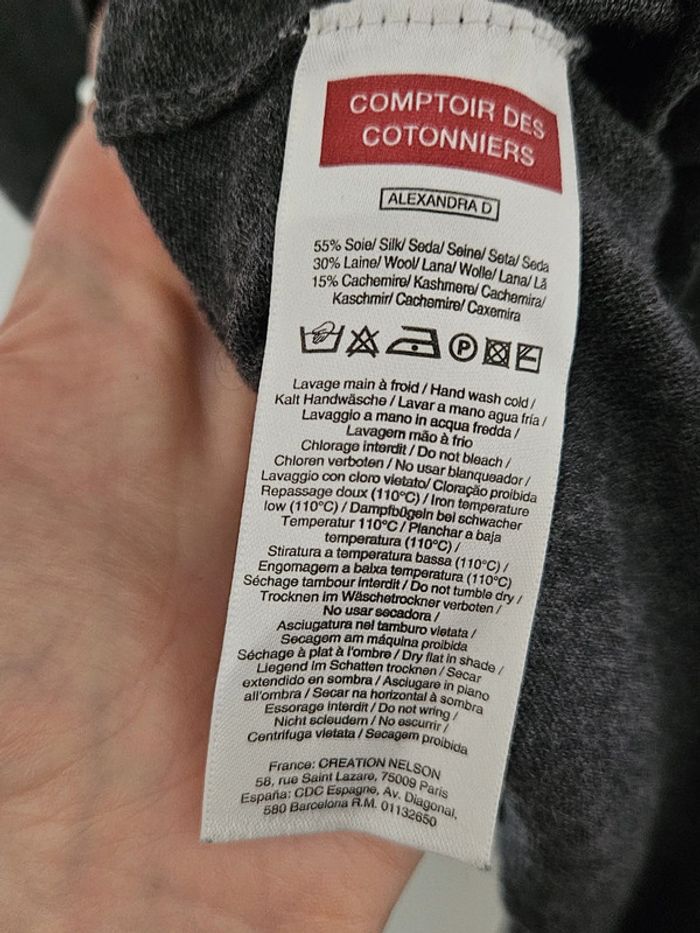 COMPTOIR DES
COTONNIERS
ALEXANDRA D
55% Soie/ Silk/ Seda/ Seine/ Seta/ Seda
30% Laine/ Wool/ Lana/ Wolle/ Lana/ Lã
15% Cachemire/ Kashmere/ Cachemira/
Kaschmir/ Cachemire/ Caxemira
P
Lavage main à froid / Hand wash cold /
Kalt Handwäsche / Lavar a mano agua fría /
Lavaggio a mano in acqua fredda /
Lavagem mão à frio
Chlorage interdit / Do not bleach /
Chloren verboten / No usar blanqueador /
Lavaggio con cloro vietato/ Cloração proibida
Repassage doux (110°C) / Iron temperature
low (110°C) / Dampfbügeln bei schwacher
Temperatur 110°C / Planchar a baja
temperatura (110°C) /
Stiratura a temperatura bassa (110°C) /
Engomagem a baixa temperatura (110°C)
Séchage tambour interdit / Do not tumble dry /
Trocknen im Wäschetrockner verboten /
No usar secadora /
Asciugatura nel tamburo vietata /
Secagem am máquina proibida
Séchage à plat à l'ombre / Dry flat in shade /
Liegend im Schatten trocknen / Secar
extendido en sombra / Asciugare in piano
all'ombra / Secar na horizontal à sombra
Essorage interdit / Do not wring /
Nicht scleudern / No escurrir /
Centrifuga vietata / Secagem proibida
France: CREATION NELSON
58, rue Saint Lazare, 75009 Paris
España: CDC Espagne, Av. Diagonal,
580 Barcelona R.M. 01132650